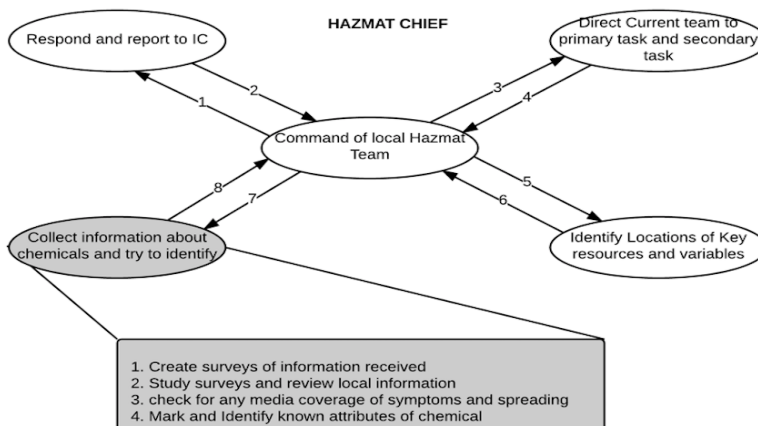 HAZMAT CHIEF
Respond and report to IC
Direct Current team to
primary task and secondary
task
1
2
3
4
Command of local Hazmat
Team
8
7
5
6
Collect information about
chemicals and try to identify
Identify Locations of Key
resources and variables
1. Create surveys of information received
2. Study surveys and review local information
3. check for any media coverage of symptoms and spreading
4. Mark and Identify known attributes of chemical